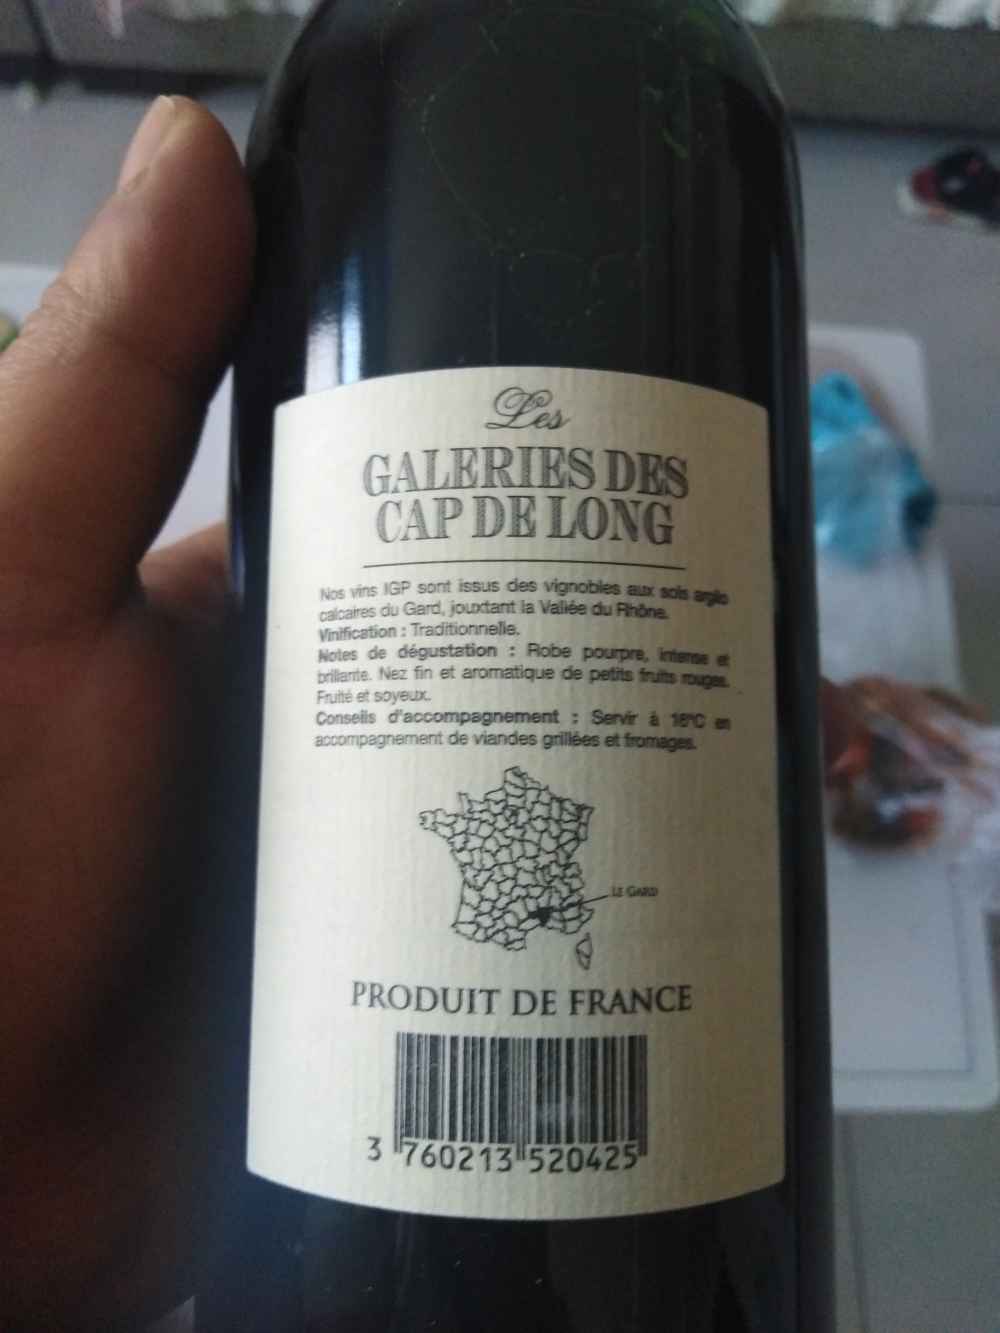 Les
GALERIES DES
CAP DE LONG
Nos vins IGP sont issus des vignobles aux sols argilo
calcaires du Gard, jouxtant la Vallée du Rhône.
Vinification : Traditionnelle.
Notes de dégustation : Robe pourpre, intense et
brillante. Nez fin et aromatique de petits fruits rouges.
Fruité et soyeux.
Conseils d'accompagnement : Servir à 18°C en
accompagnement de viandes grillées et fromages.
LE GARD
PRODUIT DE FRANCE
3 760213 520425